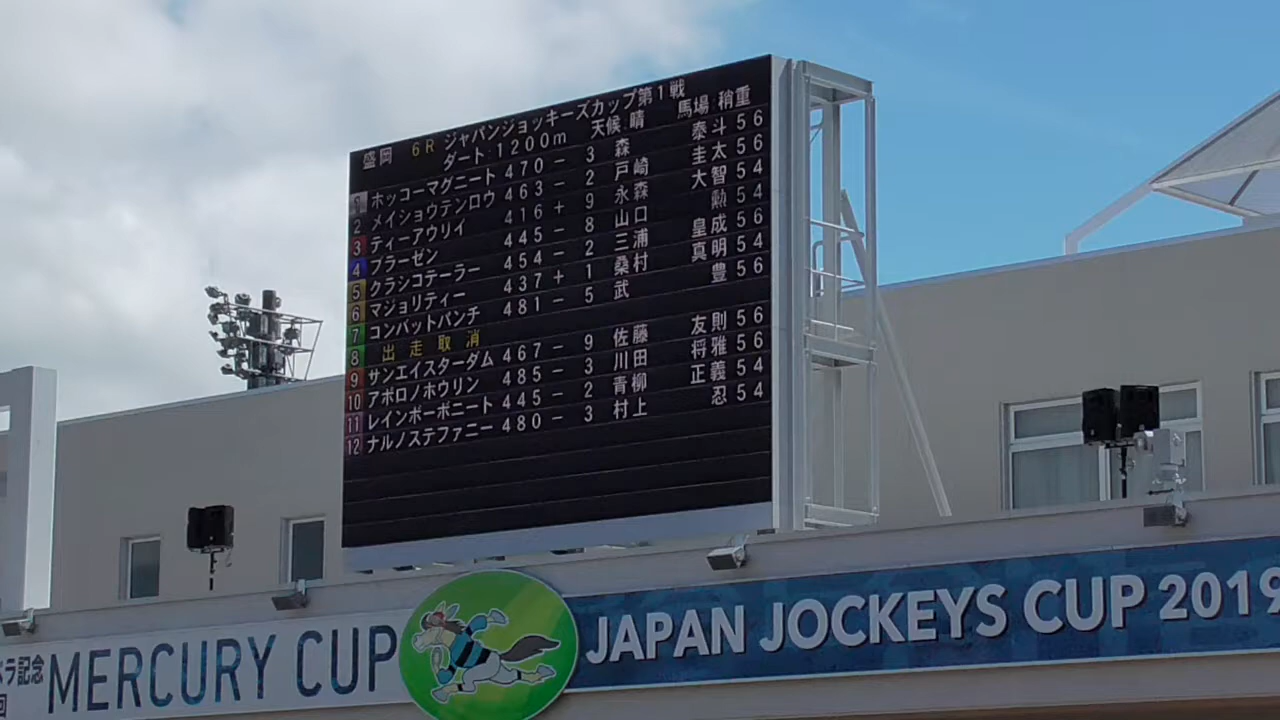 盛岡 6R ジャパンジョッキーズカップ第1戦
ダート1200m 天候 晴 馬場 稍重
1 ホッコーマグニート 470- 3 森 泰斗 56
2 メイショウテンロウ 463- 2 戸崎 圭太 56
3 ティーアウリイ 416+ 9 永森 大智 54
4 ブラーゼン 445- 8 山口 勲 54
5 クラシコテーラー 454- 2 三浦 皇成 56
6 マジョリティー 437+ 1 桑村 真明 54
7 コンバットパンチ 481- 5 武 豊 56
8 出走取消
9 サンエイスターダム 467- 9 佐藤 友則 56
10 アポロノホウリン 485- 3 川田 将雅 56
11 レインボーボニート 445- 2 青柳 正義 54
12 ナルノステファニー 480- 3 村上 忍 54
ラ記念
回
MERCURY CUP
JAPAN JOCKEYS CUP 2019